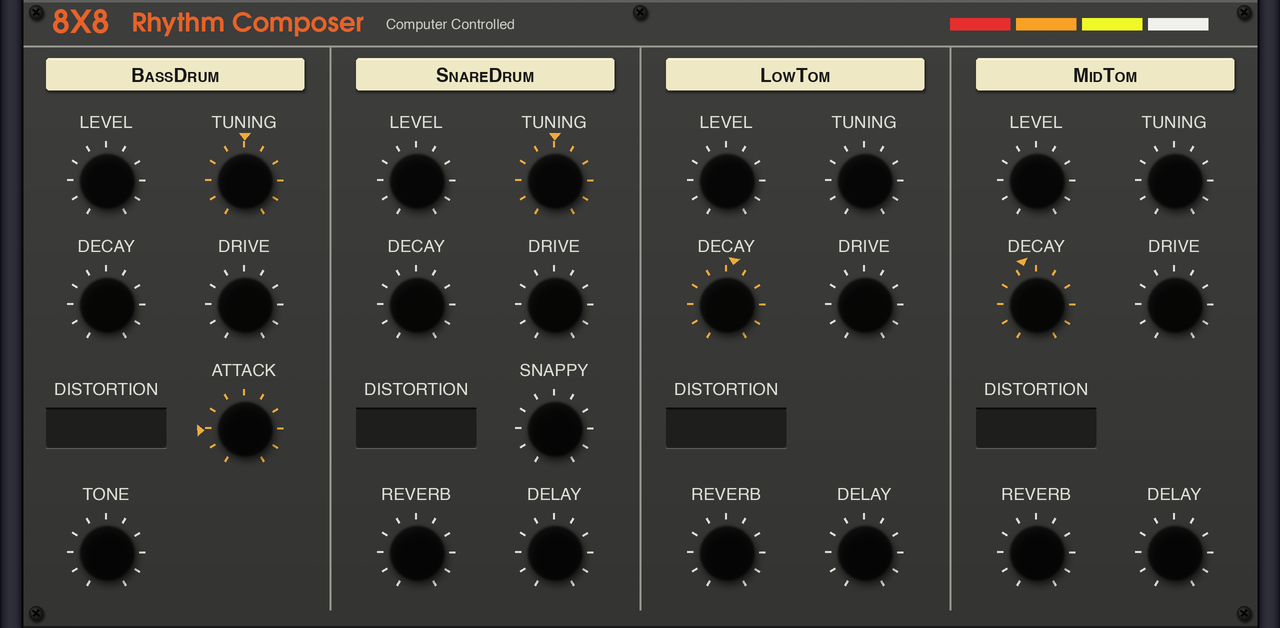 8X8 Rhythm Composer Computer Controlled
BassDrum SnareDrum LowTom MidTom
LEVEL TUNING LEVEL TUNING LEVEL TUNING LEVEL TUNING
DECAY DRIVE DECAY DRIVE DECAY DRIVE DECAY DRIVE
ATTACK SNAPPY
DISTORTION DISTORTION DISTORTION DISTORTION
TONE REVERB DELAY REVERB DELAY REVERB DELAY